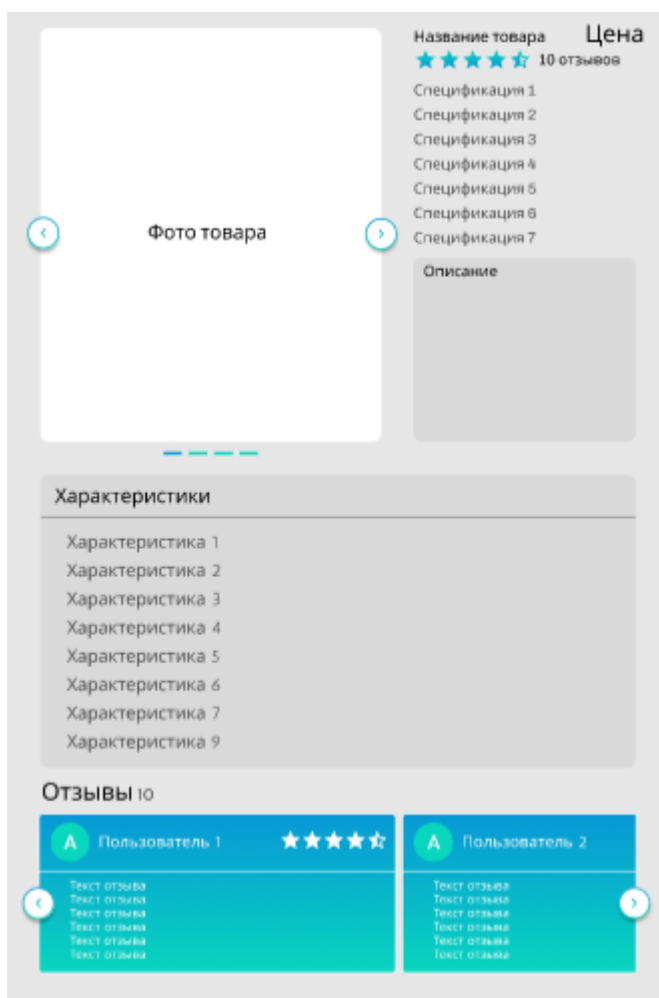 Название товара
Цена
10 отзывов
Спецификация 1
Спецификация 2
Спецификация 3
Спецификация 4
Спецификация 5
Спецификация 6
Спецификация 7
Фото товара
Описание
Характеристики
Характеристика 1
Характеристика 2
Характеристика 3
Характеристика 4
Характеристика 5
Характеристика 6
Характеристика 7
Характеристика 9
Отзывы 10
А Пользователь 1
Текст отзыва
Текст отзыва
Текст отзыва
Текст отзыва
Текст отзыва
Текст отзыва
А Пользователь 2
Текст отзыва
Текст отзыва
Текст отзыва
Текст отзыва
Текст отзыва
Текст отзыва